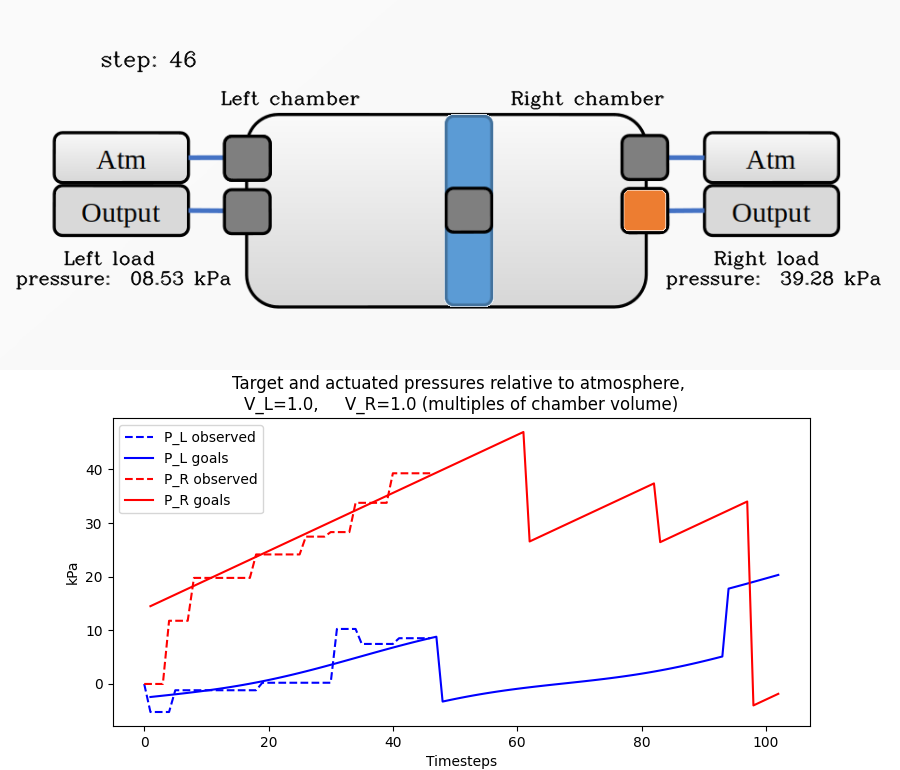 step: 46
Left chamber
Right chamber
Atm
Output
Left load
pressure: 08.53 kPa
Atm
Output
Right load
pressure: 39.28 kPa
Target and actuated pressures relative to atmosphere,
V_L=1.0, V_R=1.0 (multiples of chamber volume)
P_L observed
P_L goals
P_R observed
P_R goals
kPa
40
30
20
10
0
0 20 40 60 80 100
Timesteps